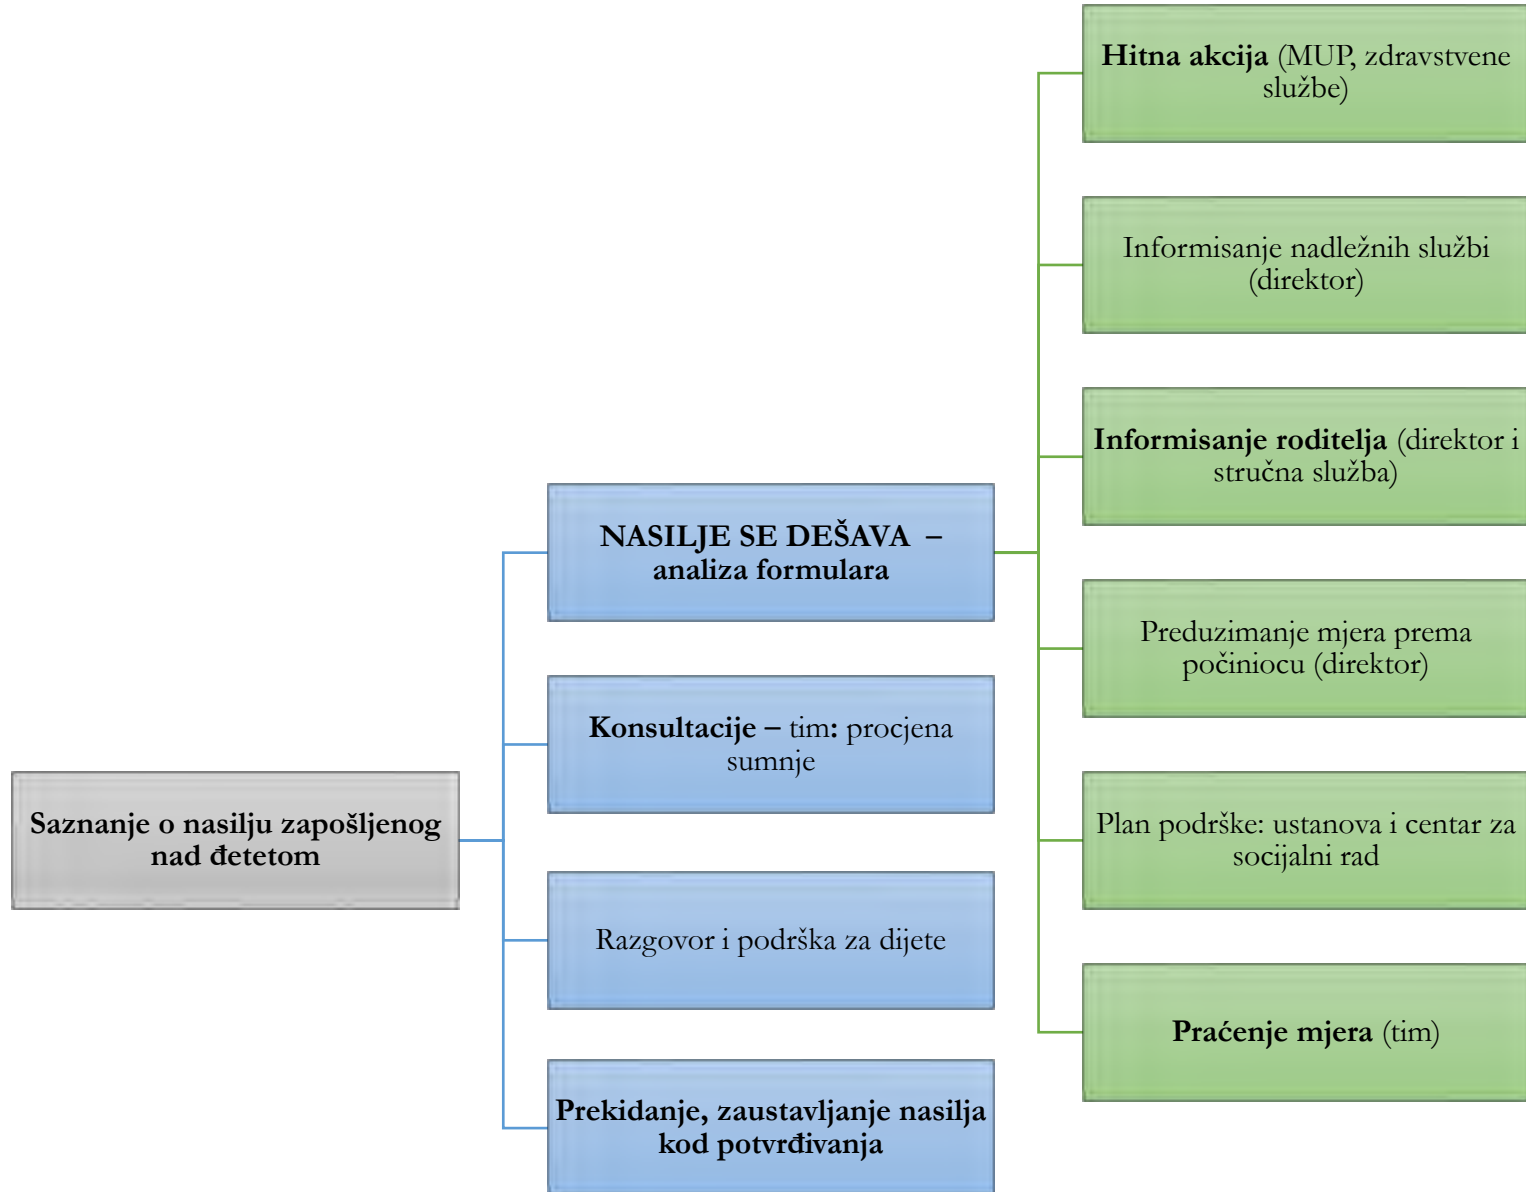 Saznanje o nasilju zapošljenog
nad đetetom
NASILJE SE DEŠAVA –
analiza formulara
Konsultacije – tim: procjena
sumnje
Razgovor i podrška za dijete
Prekidanje, zaustavljanje nasilja
kod potvrđivanja
Hitna akcija (MUP, zdravstvene
službe)
Informisanje nadležnih službi
(direktor)
Informisanje roditelja (direktor i
stručna služba)
Preduzimanje mjera prema
počiniocu (direktor)
Plan podrške: ustanova i centar za
socijalni rad
Praćenje mjera (tim)